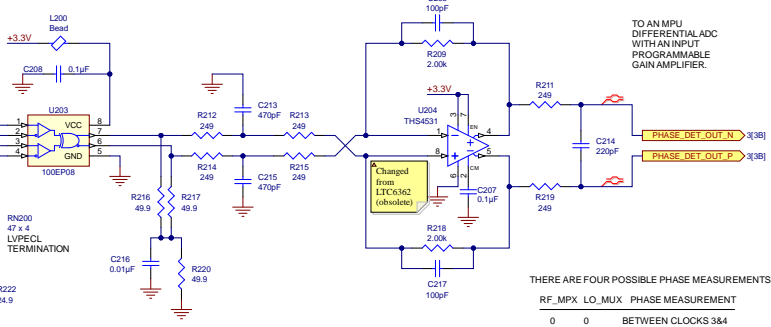 L200
Bead
+3.3V
C208
0.1µF
U203
VCC
GND
1
2
3
4
8
7
6
5
100EP08
RN200
47 x 4
LVPECL
TERMINATION
R216
49.9
R217
49.9
C216
0.01µF
R220
49.9
R212
249
R214
249
C213
470pF
C215
470pF
R213
249
R215
249
100pF
R209
2.00k
+3.3V
U204
THS4531
EN
CM
1
8
3
7
4
5
6
2
C207
0.1µF
Changed
from
LTC6362
(obsolete)
R218
2.00k
C217
100pF
R211
249
R219
249
C214
220pF
TO AN MPU
DIFFERENTIAL ADC
WITH AN INPUT
PROGRAMMABLE
GAIN AMPLIFIER.
PHASE_DET_OUT_N
3[3B]
PHASE_DET_OUT_P
3[3B]
THERE ARE FOUR POSSIBLE PHASE MEASUREMENTS
RF_MPX LO_MUX PHASE MEASUREMENT
0 0 BETWEEN CLOCKS 3&4